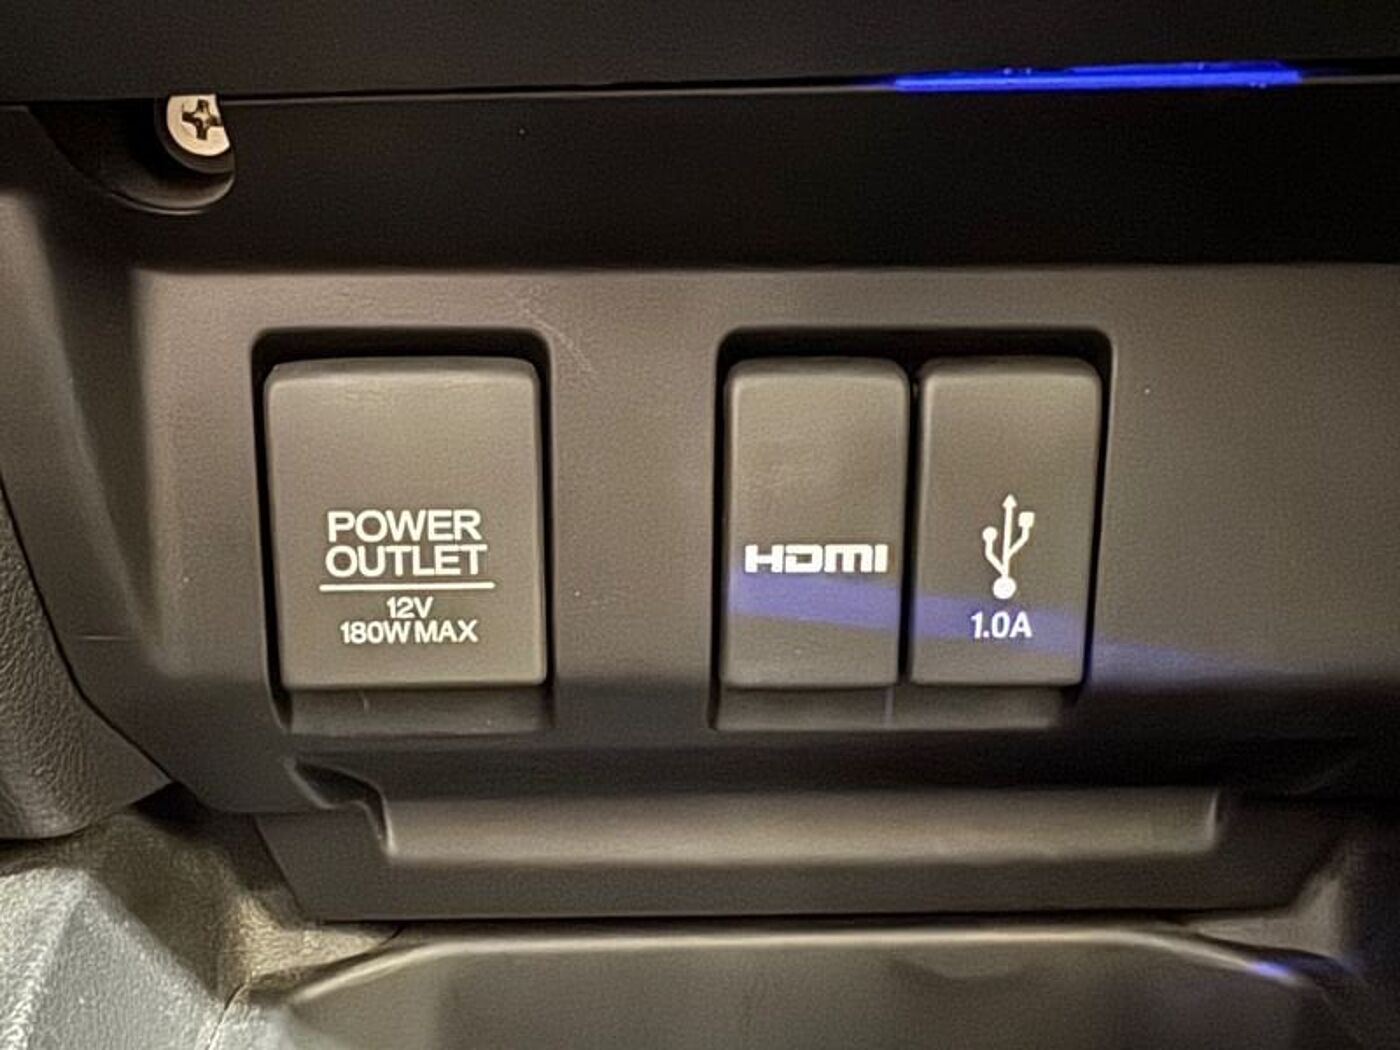 POWER
OUTLET
12V
180W MAX
HDMI
1.0A